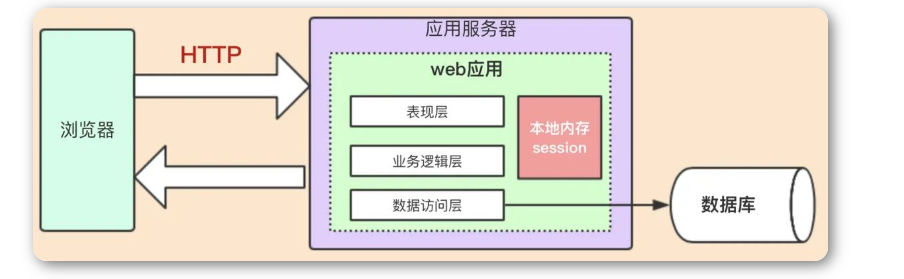 应用服务器
HTTP
web应用
浏览器
表现层
本地内存
session
业务逻辑层
数据访问层
数据库